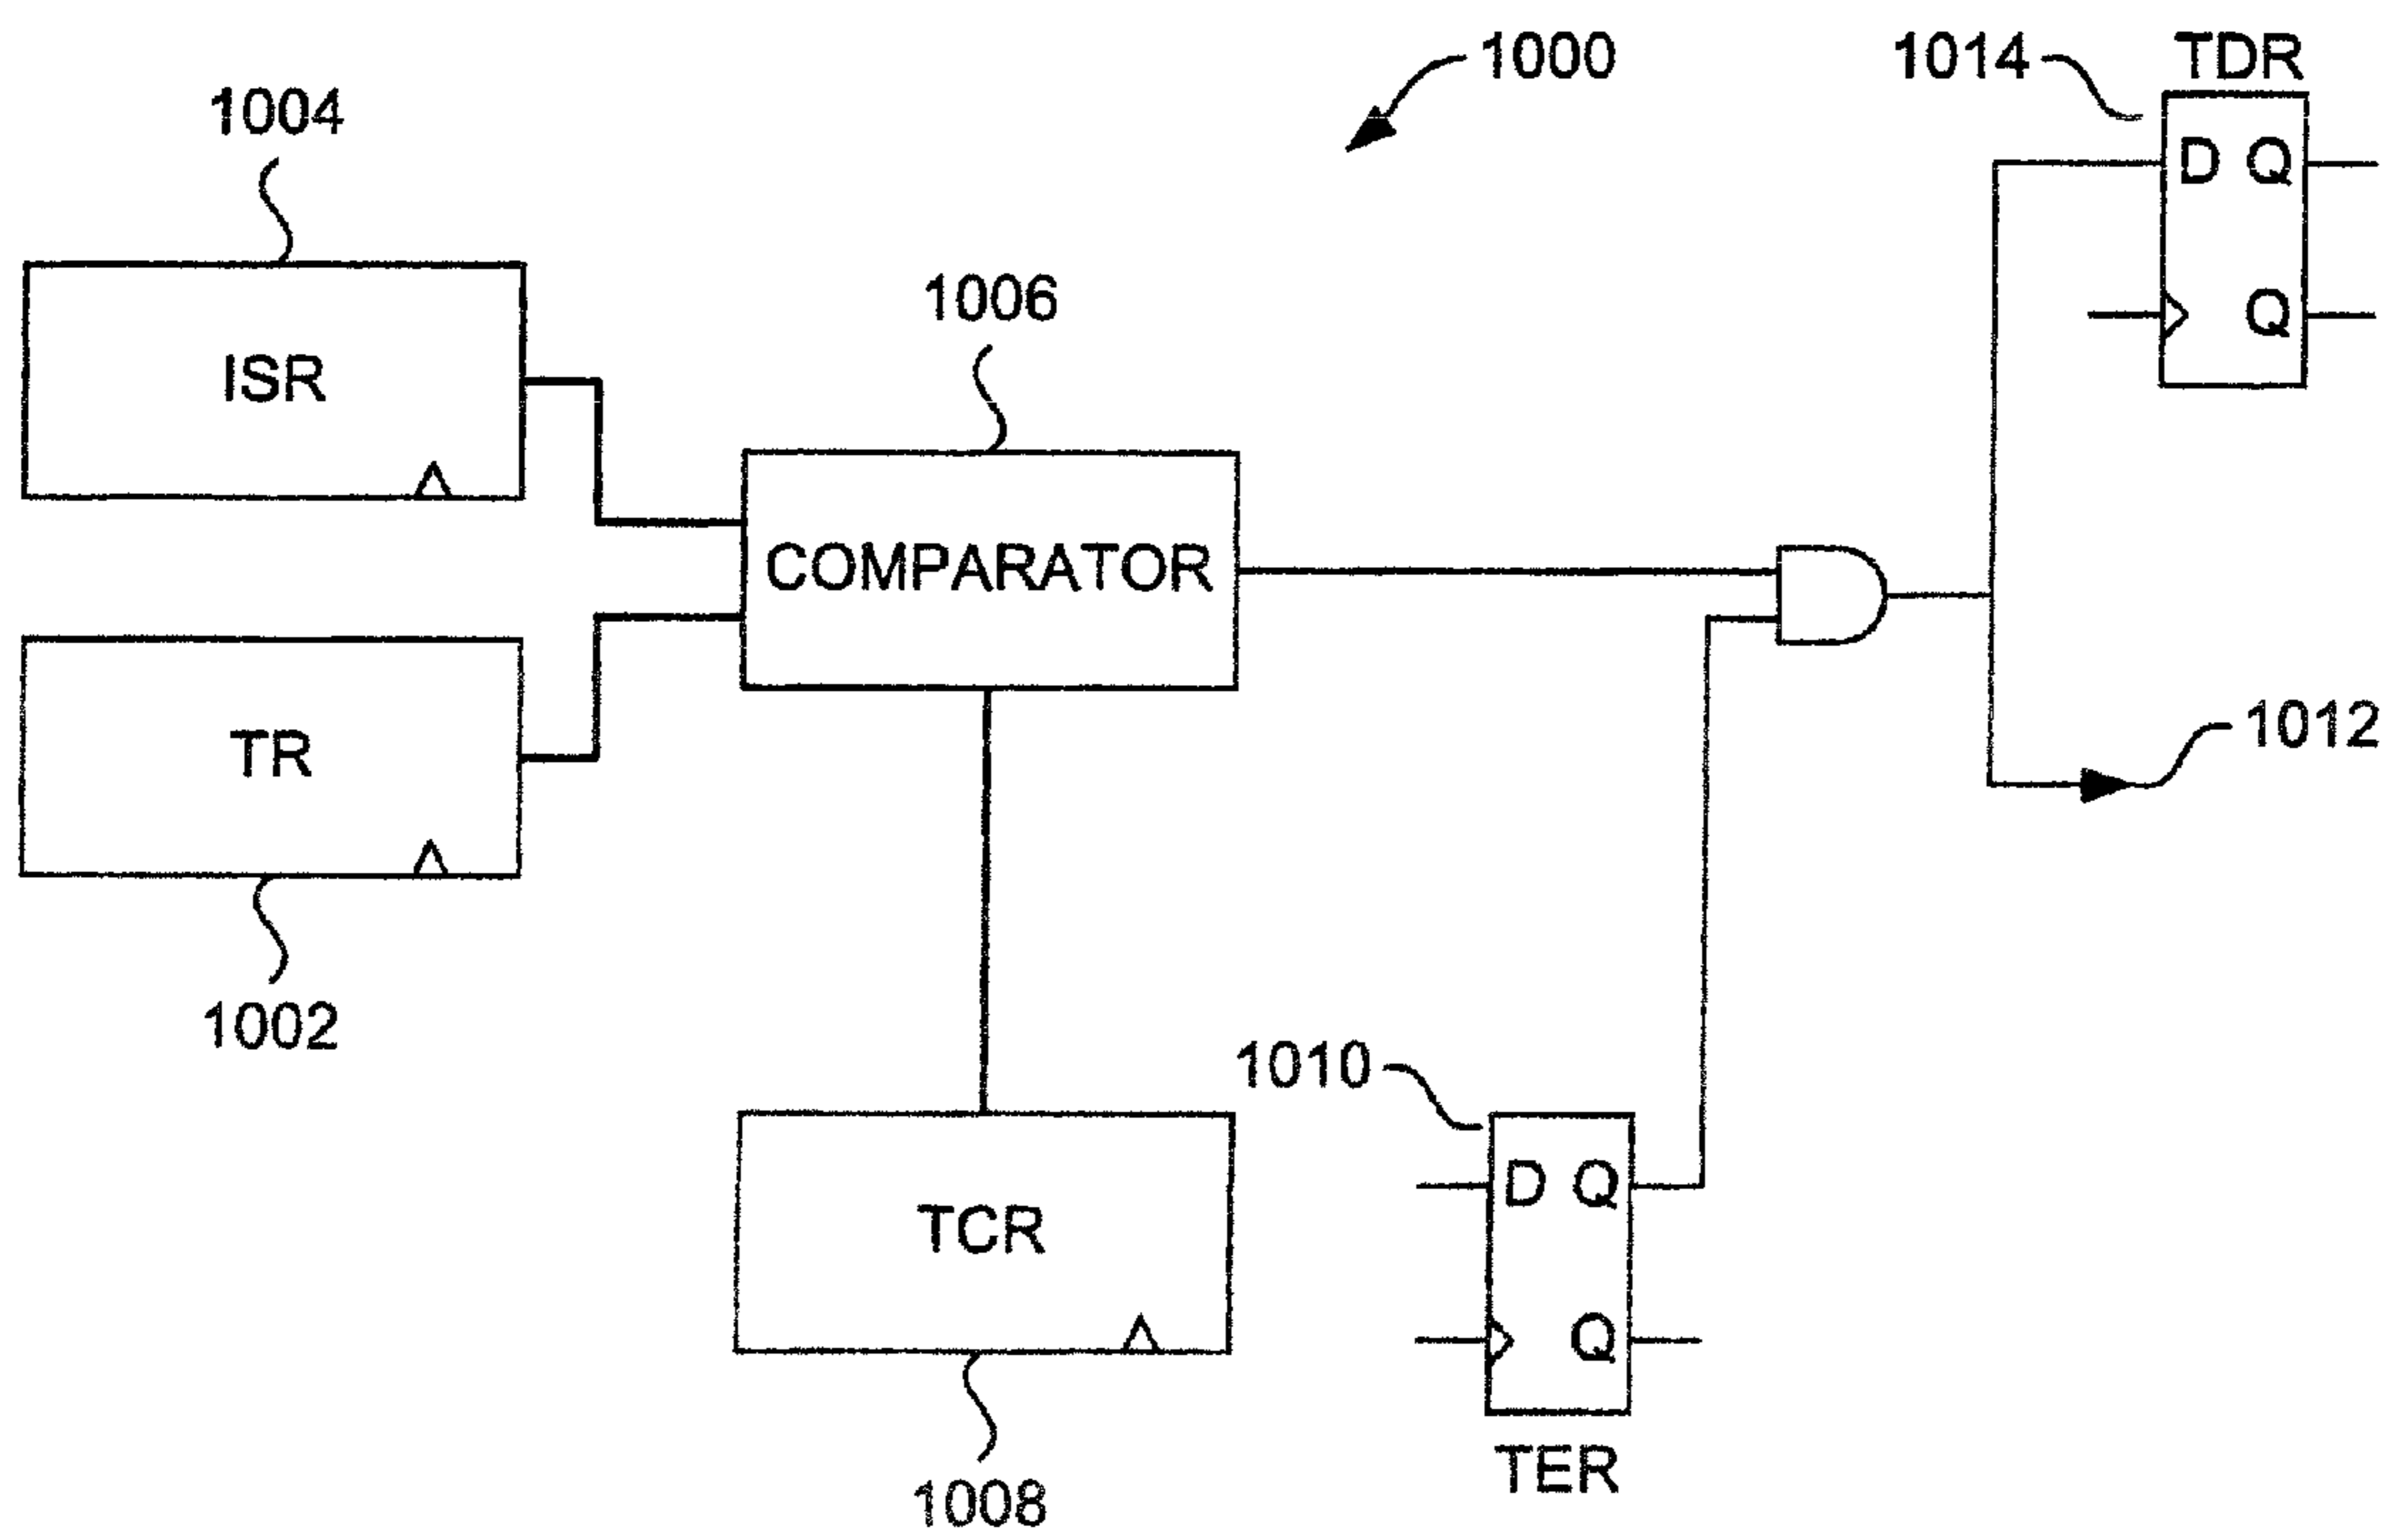 1000
1014 TDR
1004
D Q
1006
Q
ISR
COMPARATOR
TR
1012
1002
1010
D Q
TCR
Q
TER
1008